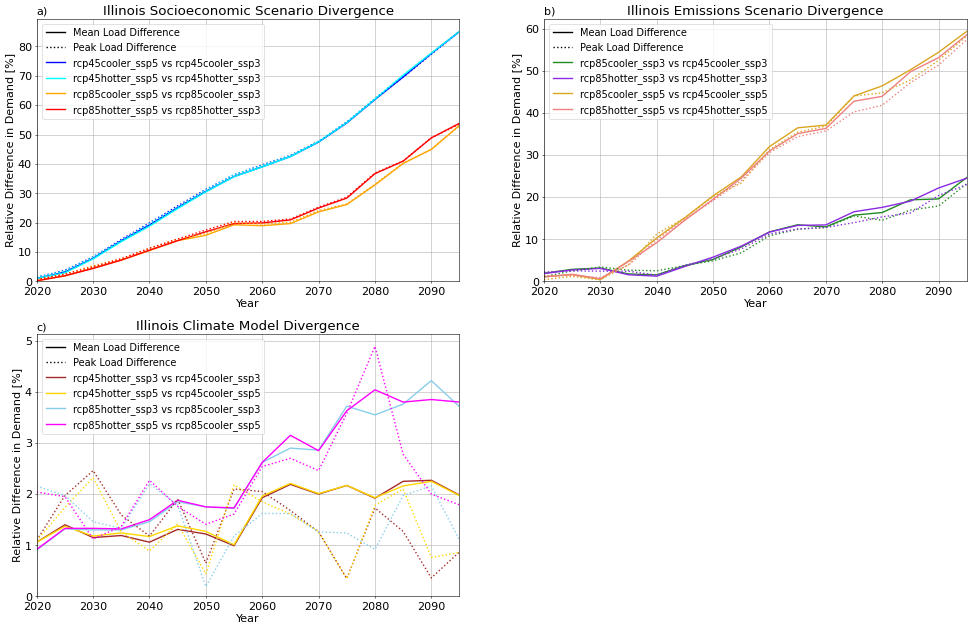 a)
Illinois Socioeconomic Scenario Divergence
Relative Difference in Demand [%]
80
70
60
50
40
30
20
10
0
Mean Load Difference
Peak Load Difference
rcp45cooler_ssp5 vs rcp45cooler_ssp3
rcp45hotter_ssp5 vs rcp45hotter_ssp3
rcp85cooler_ssp5 vs rcp85cooler_ssp3
rcp85hotter_ssp5 vs rcp85hotter_ssp3
2020 2030 2040 2050 2060 2070 2080 2090
Year
b)
Illinois Emissions Scenario Divergence
Relative Difference in Demand [%]
60
50
40
30
20
10
0
Mean Load Difference
Peak Load Difference
rcp85cooler_ssp3 vs rcp45cooler_ssp3
rcp85hotter_ssp3 vs rcp45hotter_ssp3
rcp85cooler_ssp5 vs rcp45cooler_ssp5
rcp85hotter_ssp5 vs rcp45hotter_ssp5
2020 2030 2040 2050 2060 2070 2080 2090
Year
c)
Illinois Climate Model Divergence
Relative Difference in Demand [%]
5
4
3
2
1
0
Mean Load Difference
Peak Load Difference
rcp45hotter_ssp3 vs rcp45cooler_ssp3
rcp45hotter_ssp5 vs rcp45cooler_ssp5
rcp85hotter_ssp3 vs rcp85cooler_ssp3
rcp85hotter_ssp5 vs rcp85cooler_ssp5
2020 2030 2040 2050 2060 2070 2080 2090
Year